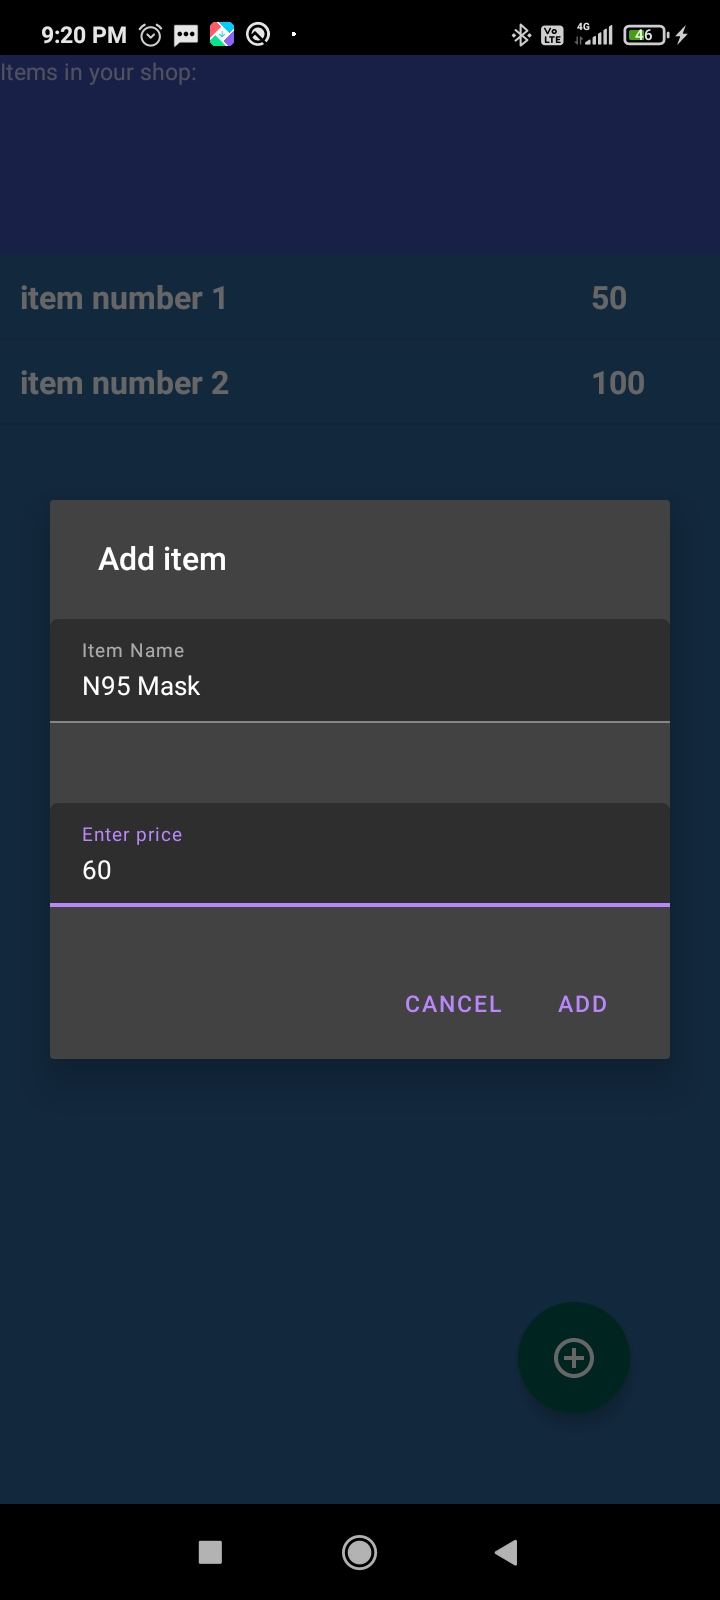 9:20 PM
Vo LTE
4G
46
Items in your shop:
item number 1 50
item number 2 100
Add item
Item Name
N95 Mask
Enter price
60
CANCEL ADD